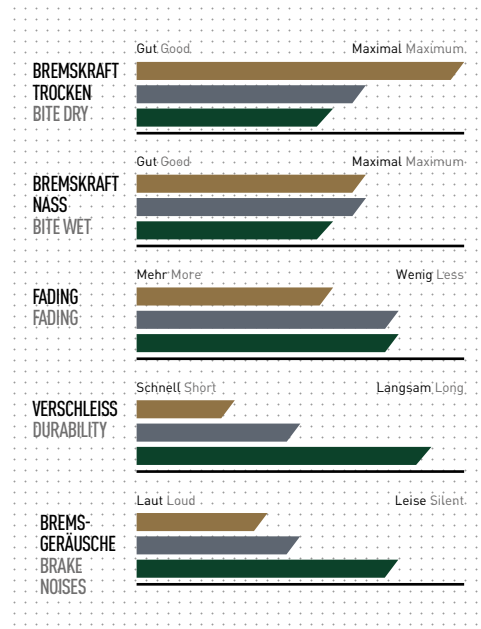 Gut Good Maximal Maximum
BREMSKRAFT
TROCKEN
BITE DRY
Gut Good Maximal Maximum
BREMSKRAFT
NASS
BITE WET
Mehr More Wenig Less
FADING
FADING
Schnell Short Langsam Long
VERSCHLEISS
DURABILITY
Laut Loud Leise Silent
BREMS-
GERÄUSCHE
BRAKE
NOISES